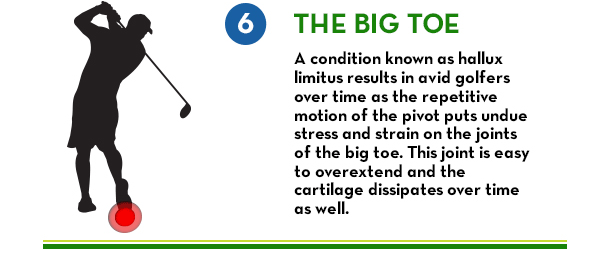 6 THE BIG TOE
A condition known as hallux
limitus results in avid golfers
over time as the repetitive
motion of the pivot puts undue
stress and strain on the joints
of the big toe. This joint is easy
to overextend and the
cartilage dissipates over time
as well.